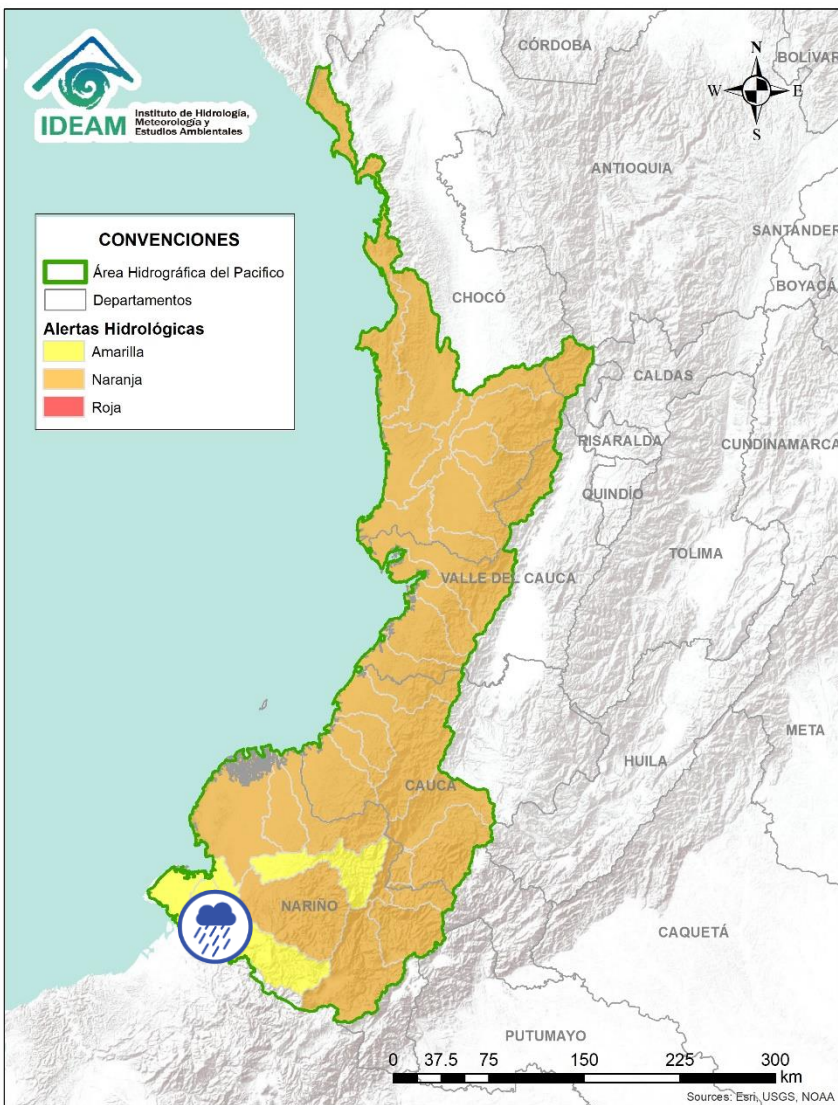 IDEAM
Instituto de Hidrología,
Meteorología y
Estudios Ambientales
CÓRDOBA
BOLÍVAR
N
W
E
S
ANTIOQUIA
SANTANDER
BOYACÁ
CONVENCIONES
Área Hidrográfica del Pacifico
Departamentos
Alertas Hidrológicas
Amarilla
Naranja
Roja
CHOCÓ
CALDAS
RISARALDA
CUNDINAMARCA
QUINDÍO
TOLIMA
VALLE DEL CAUCA
META
HUILA
CAUCA
NARIÑO
CAQUETÁ
PUTUMAYO
0 37.5 75 150 225 300
km
Sources: Esri, USGS, NOAA